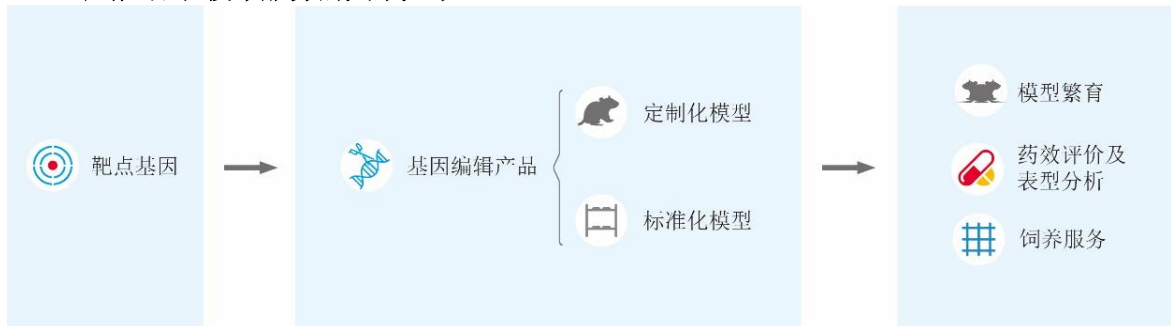 靶点基因
基因编辑产品
定制化模型
标准化模型
模型繁育
药效评价及
表型分析
饲养服务